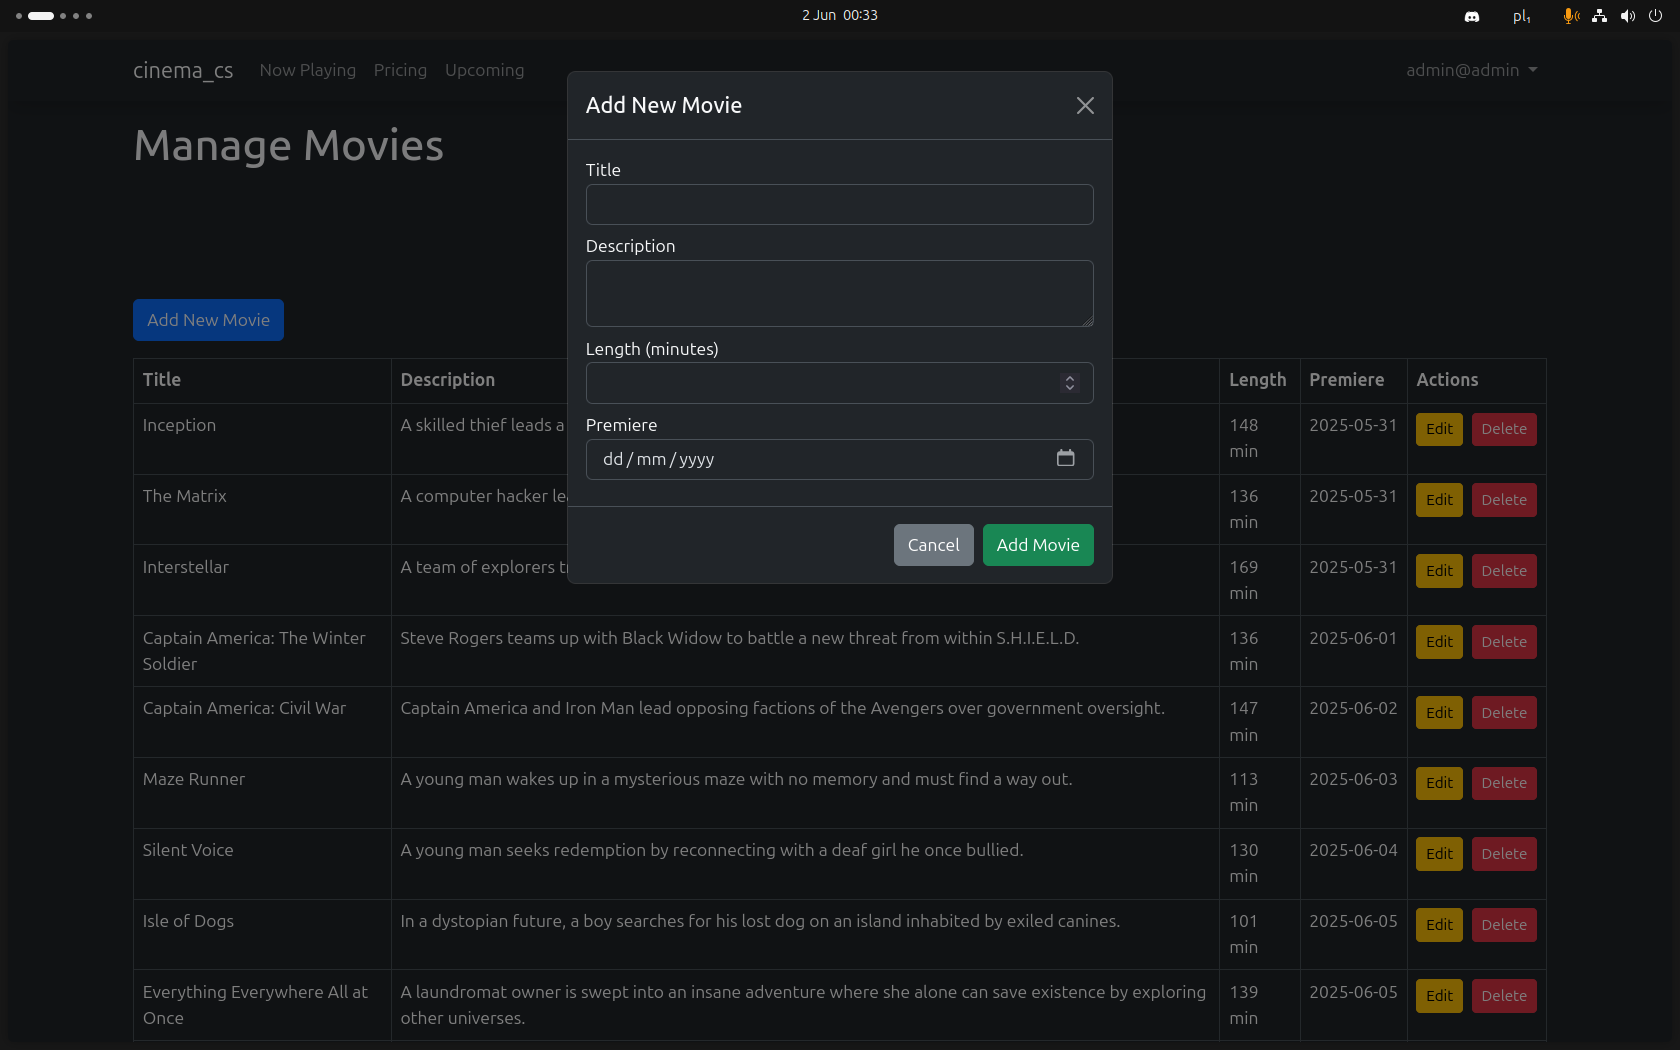 2 Jun 00:33
pl₁
cinema_cs Now Playing Pricing Upcoming admin@admin
Manage Movies
Add New Movie
Title
Description
Length (minutes)
Premiere
dd / mm / yyyy
Cancel Add Movie
Add New Movie
Title Description Length Premiere Actions
Inception A skilled thief leads a 148 2025-05-31 Edit Delete
min
The Matrix A computer hacker 136 2025-05-31 Edit Delete
min
Interstellar A team of explorers 169 2025-05-31 Edit Delete
min
Captain America: The Winter Steve Rogers teams up with Black Widow to battle a new threat from within S.H.I.E.L.D. 136 2025-06-01 Edit Delete
Soldier min
Captain America: Civil War Captain America and Iron Man lead opposing factions of the Avengers over government oversight. 147 2025-06-02 Edit Delete
min
Maze Runner A young man wakes up in a mysterious maze with no memory and must find a way out. 113 2025-06-03 Edit Delete
min
Silent Voice A young man seeks redemption by reconnecting with a deaf girl he once bullied. 130 2025-06-04 Edit Delete
min
Isle of Dogs In a dystopian future, a boy searches for his lost dog on an island inhabited by exiled canines. 101 2025-06-05 Edit Delete
min
Everything Everywhere All at A laundromat owner is swept into an insane adventure where she alone can save existence by exploring 139 2025-06-05 Edit Delete
Once other universes. min